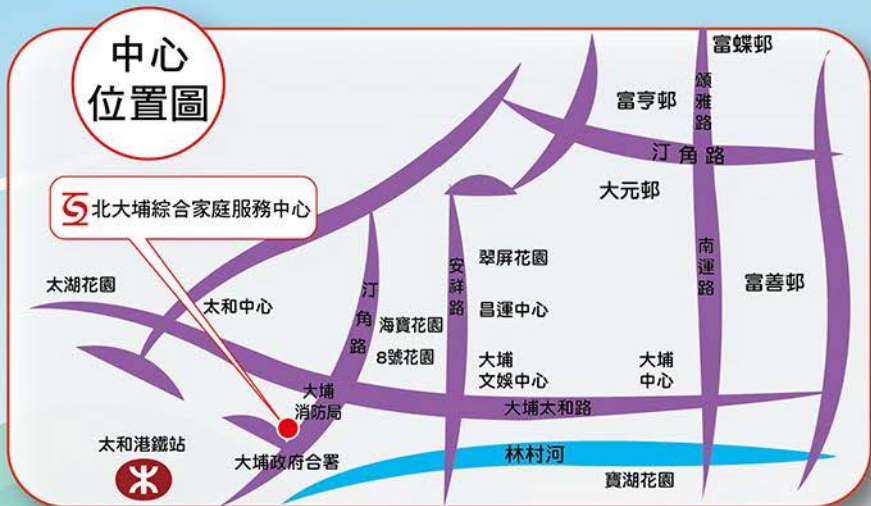 中心
位置圖
富蝶邨
頌雅路
富亨邨
汀角路
北大埔綜合家庭服務中心
大元邨
太湖花園
太和中心
汀角路
安祥路
翠屏花園
南運路
富善邨
海寶花園
昌運中心
8號花園
大埔
文娛中心
大埔
中心
大埔
消防局
大埔太和路
太和港鐵站
大埔政府合署
林村河
寶湖花園